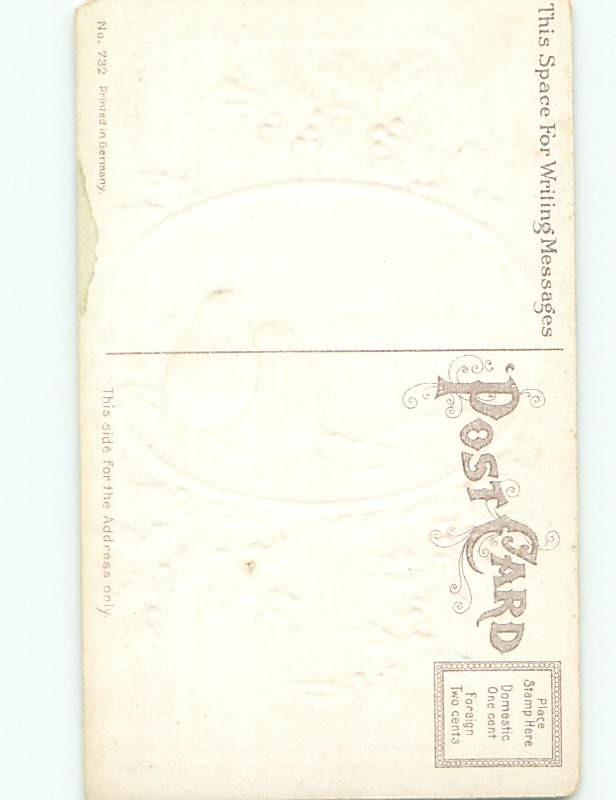 This Space For Writing Messages
POST CARD
Place
Stamp Here
Domestic
One cent
Foreign
Two cents
This side for the Address only.
No. 732 Printed in Germany.